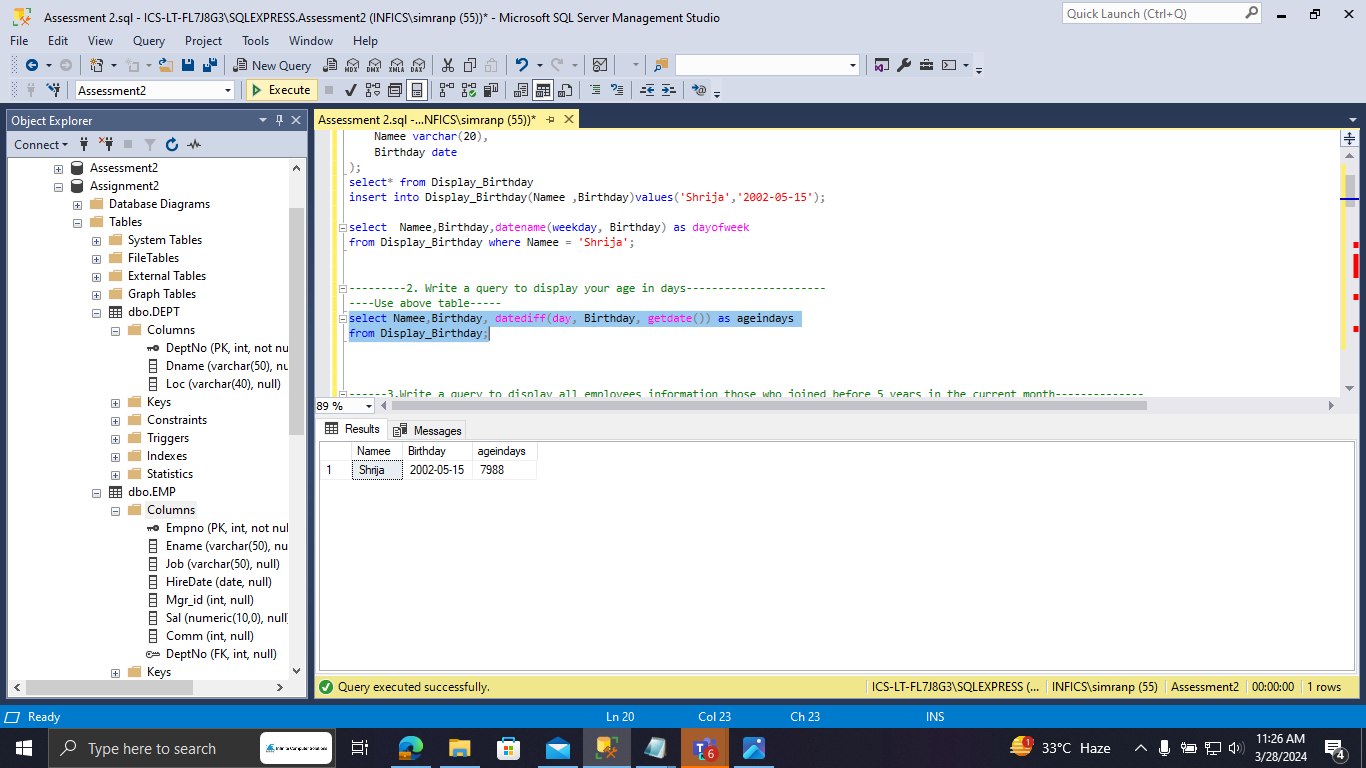 Assessment 2.sql - ICS-LT-FL7J8G3\SQLEXPRESS.Assessment2 (INFICS\simranp (55))* - Microsoft SQL Server Management Studio
Quick Launch (Ctrl+Q)
File Edit View Query Project Tools Window Help
New Query
MDX DMX XMLA DAX
Assessment2
Execute
Object Explorer
Connect
Assessment2
Assignment2
Database Diagrams
Tables
System Tables
FileTables
External Tables
Graph Tables
dbo.DEPT
Columns
DeptNo (PK, int, not nu
Dname (varchar(50), nu
Loc (varchar(40), null)
Keys
Constraints
Triggers
Indexes
Statistics
dbo.EMP
Columns
Empno (PK, int, not nul
Ename (varchar(50), nu
Job (varchar(50), null)
HireDate (date, null)
Mgr_id (int, null)
Sal (numeric(10,0), null
Comm (int, null)
DeptNo (FK, int, null)
Keys
Assessment 2.sql -...NFICS\simranp (55))*
Namee varchar(20),
Birthday date
);
select* from Display_Birthday
insert into Display_Birthday(Namee ,Birthday)values('Shrija','2002-05-15');
select  Namee,Birthday,datename(weekday, Birthday) as dayofweek
from Display_Birthday where Namee = 'Shrija';
---------2. Write a query to display your age in days----------------------
----Use above table-----
select Namee,Birthday, datediff(day, Birthday, getdate()) as ageindays
from Display_Birthday;
------3.Write a query to display all employees information those who joined before 5 years in the current month--------------
89 %
Results Messages
Namee Birthday ageindays
1 Shrija 2002-05-15 7988
Query executed successfully.
ICS-LT-FL7J8G3\SQLEXPRESS (... INFICS\simranp (55) Assessment2 00:00:00 1 rows
Ready Ln 20 Col 23 Ch 23 INS
Type here to search
Infinite Computer Solutions
6
1
33°C Haze
11:26 AM
3/28/2024
4